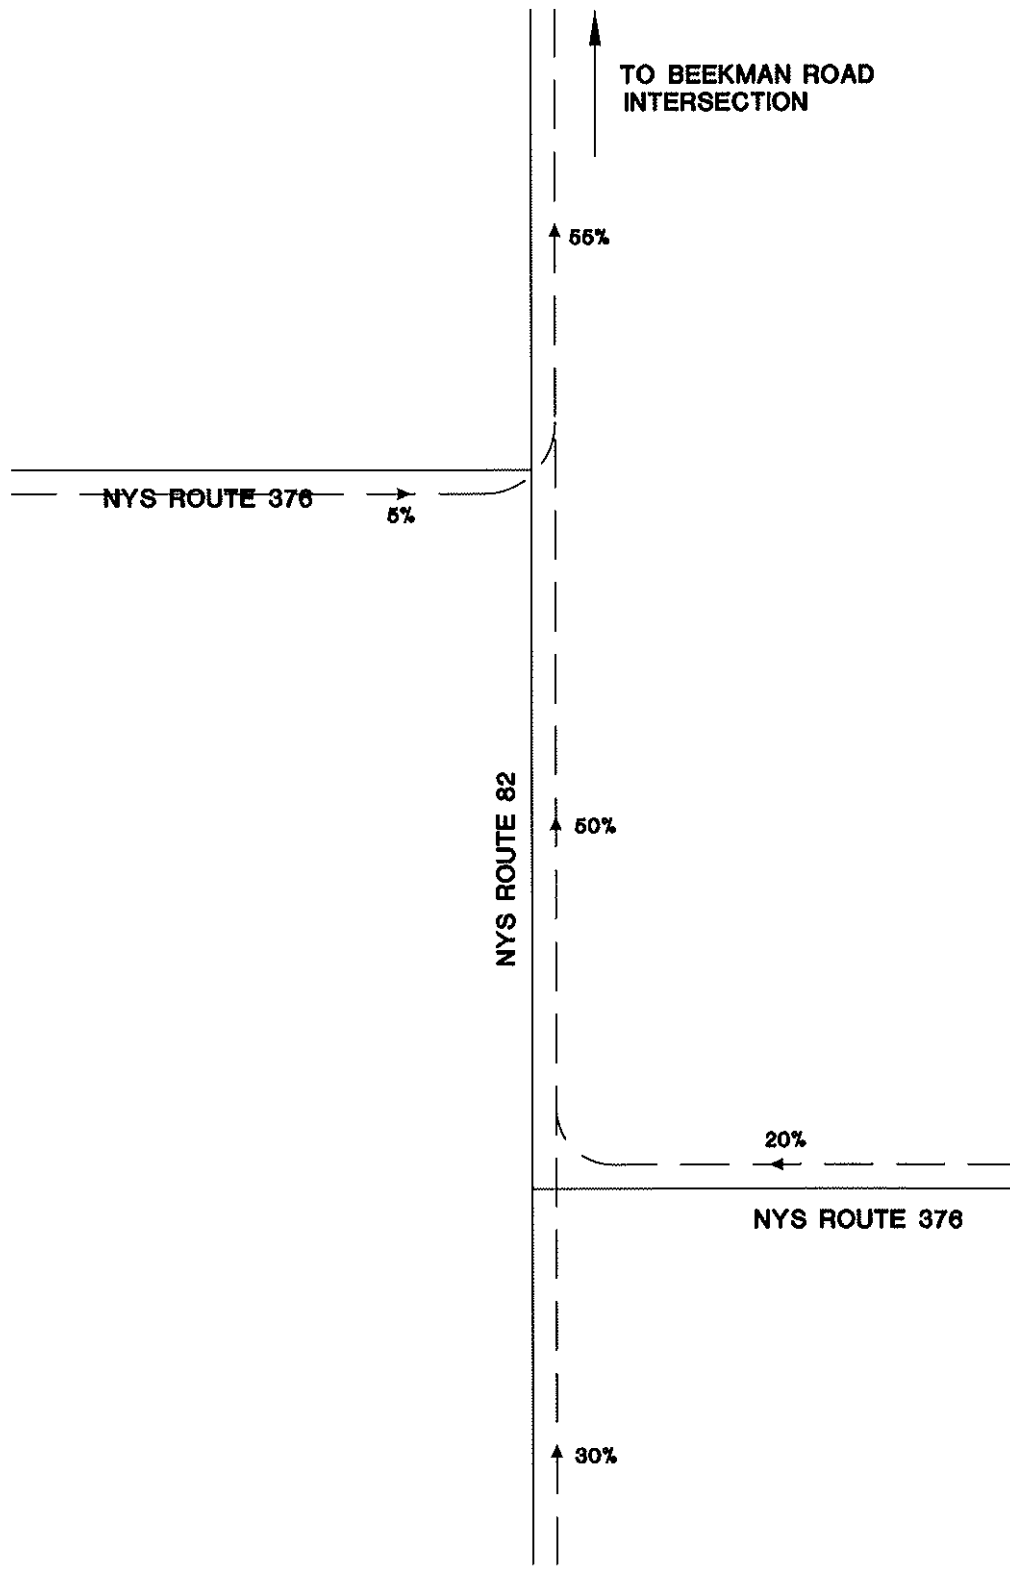 TO BEEKMAN ROAD
INTERSECTION
55%
NYS ROUTE 376
5%
NYS ROUTE 82
50%
20%
NYS ROUTE 376
30%